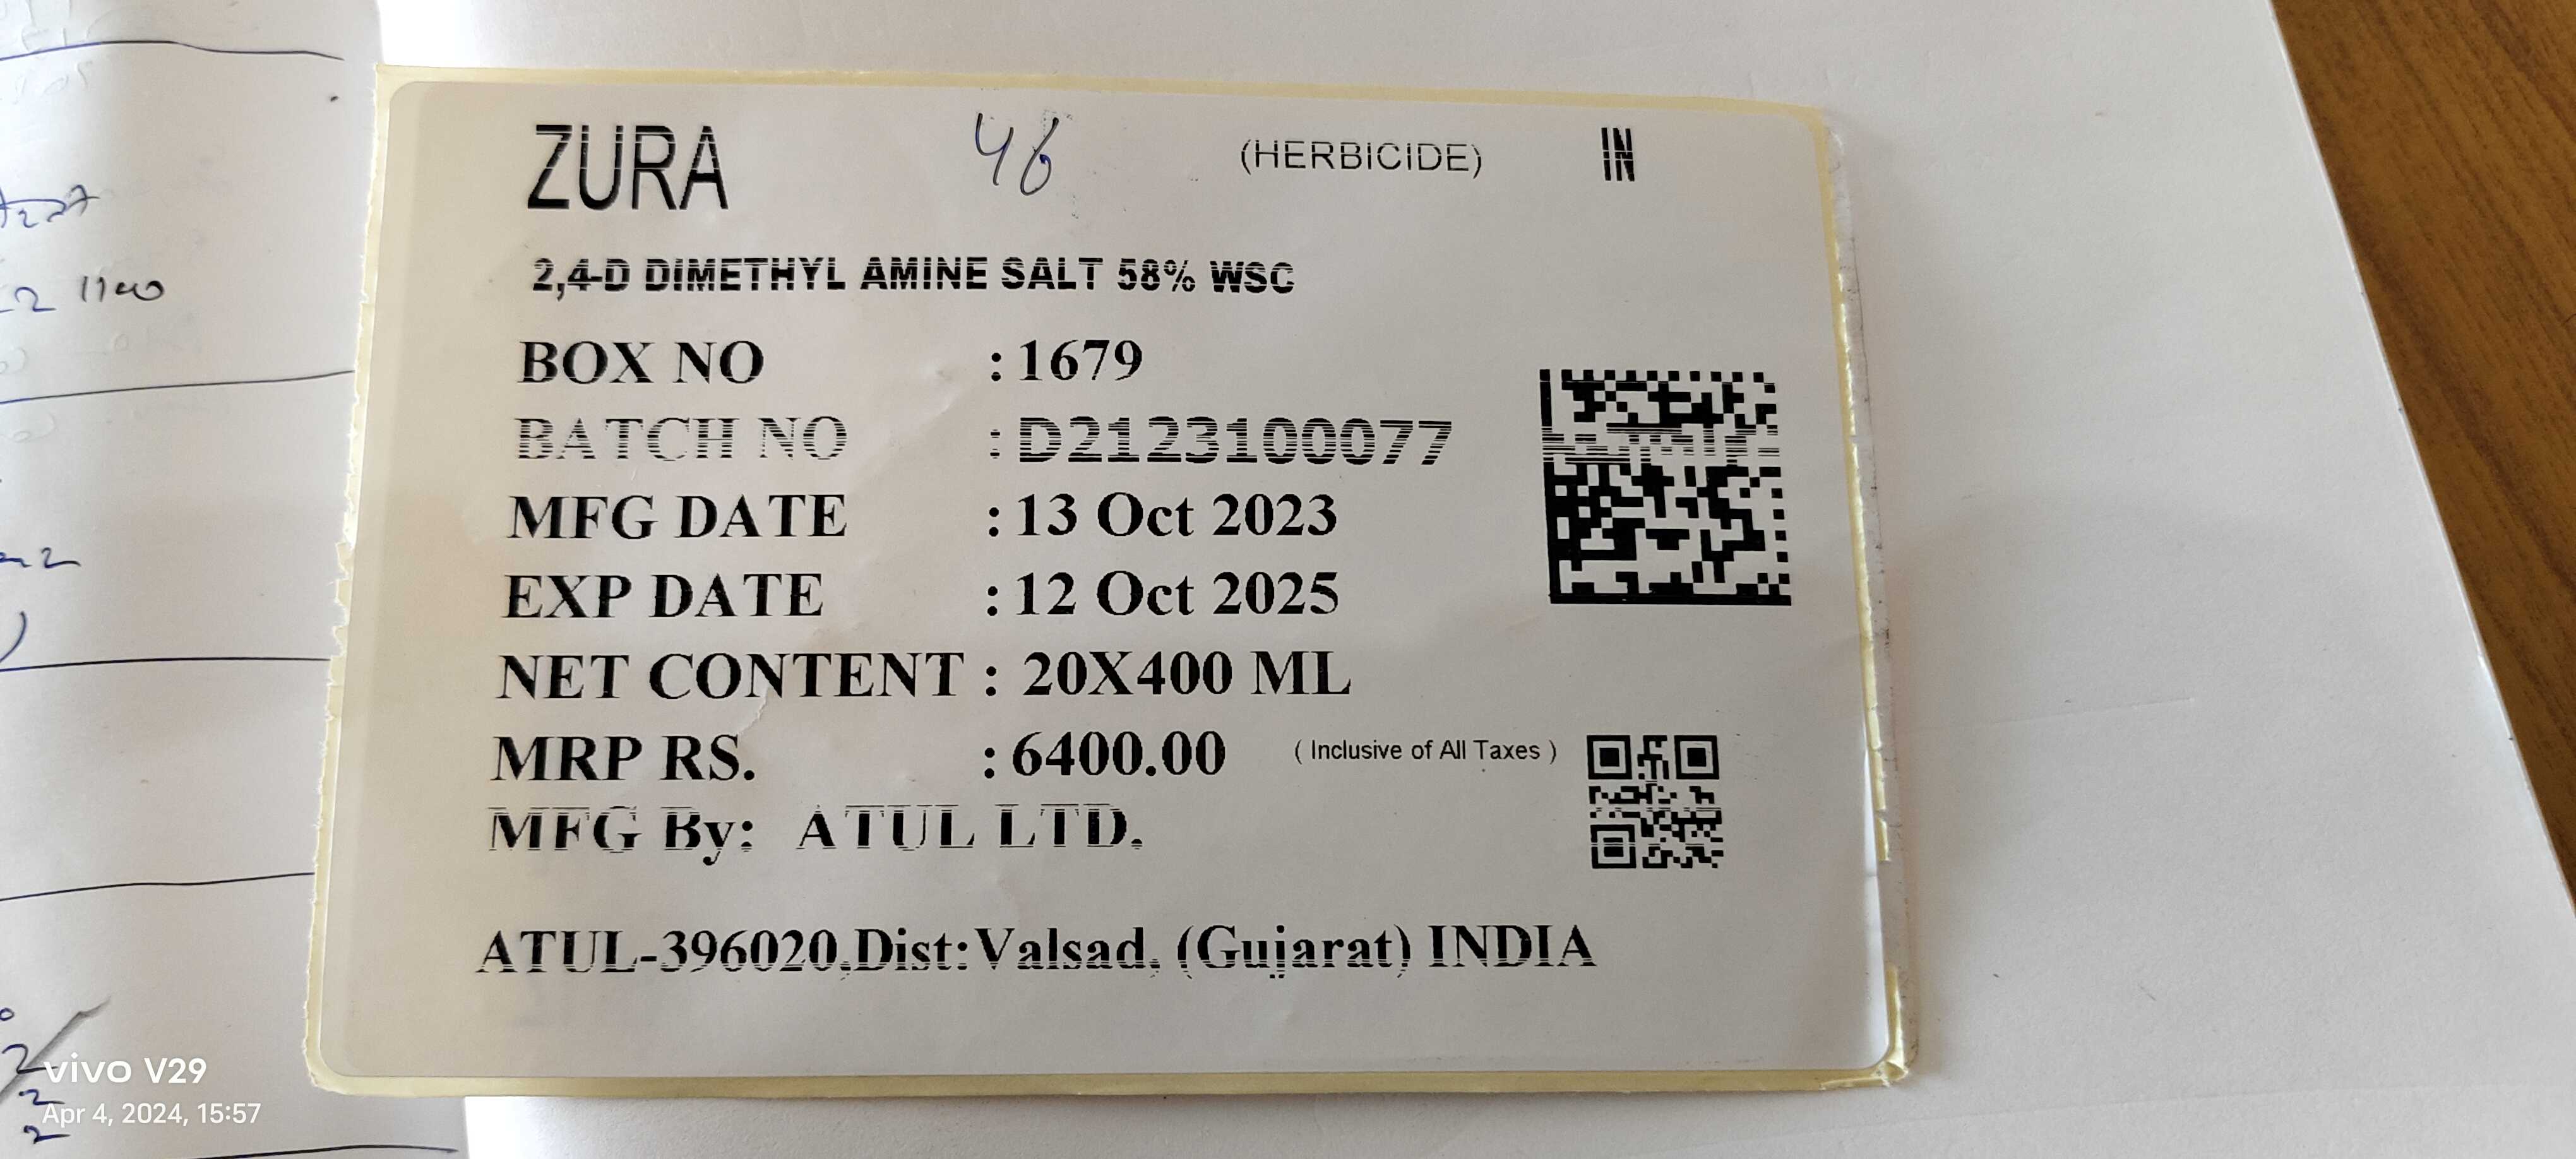 ZURA 46 (HERBICIDE) IN
2,4-D DIMETHYL AMINE SALT 58% WSC
BOX NO : 1679
BATCH NO : D2123100077
MFG DATE : 13 Oct 2023
EXP DATE : 12 Oct 2025
NET CONTENT : 20X400 ML
MRP RS. : 6400.00 ( Inclusive of All Taxes )
MFG By: ATUL LTD.
ATUL-396020,Dist:Valsad, (Gujarat) INDIA
2 1100
vivo V29
Apr 4, 2024, 15:57